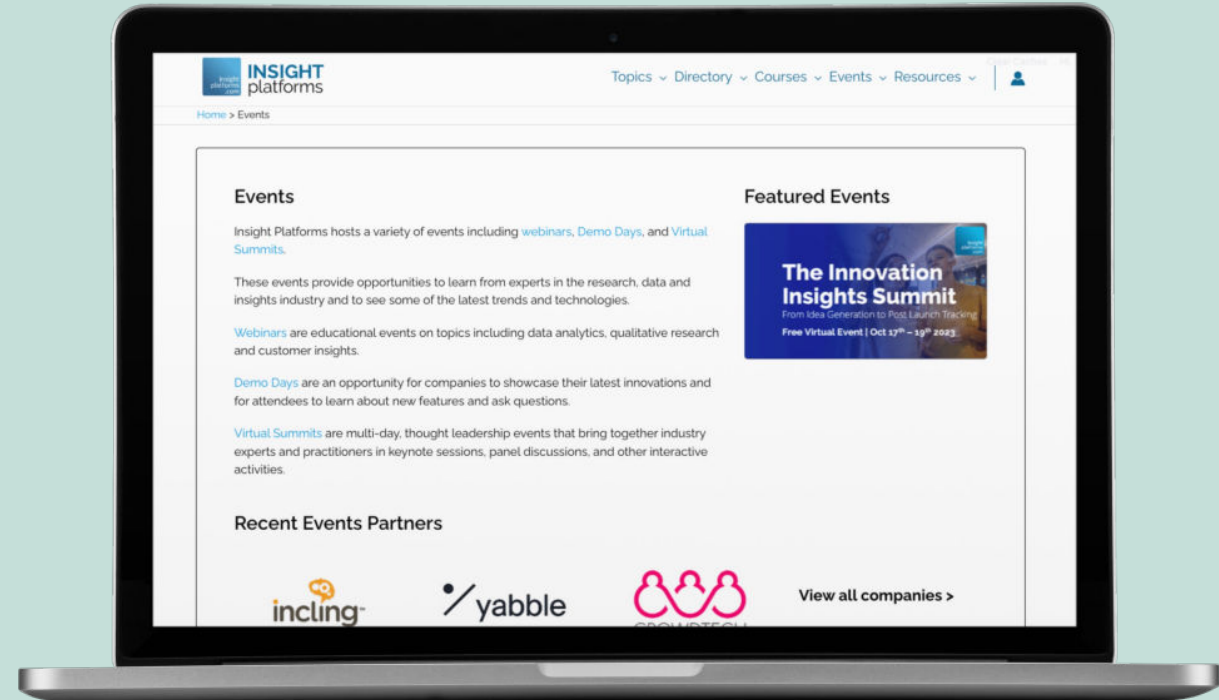 insight
platforms
.com
INSIGHT
platforms
Topics Directory Courses Events Resources
Home > Events
Events
Insight Platforms hosts a variety of events including webinars, Demo Days, and Virtual
Summits.
These events provide opportunities to learn from experts in the research, data and
insights industry and to see some of the latest trends and technologies.
Webinars are educational events on topics including data analytics, qualitative research
and customer insights.
Demo Days are an opportunity for companies to showcase their latest innovations and
for attendees to learn about new features and ask questions.
Virtual Summits are multi-day, thought leadership events that bring together industry
experts and practitioners in keynote sessions, panel discussions, and other interactive
activities.
Featured Events
insight
platforms
.com
The Innovation
Insights Summit
From Idea Generation to Post Launch Tracking
Free Virtual Event | Oct 17th – 19th 2023
Recent Events Partners
incling
yabble
CROWDTECH
View all companies >